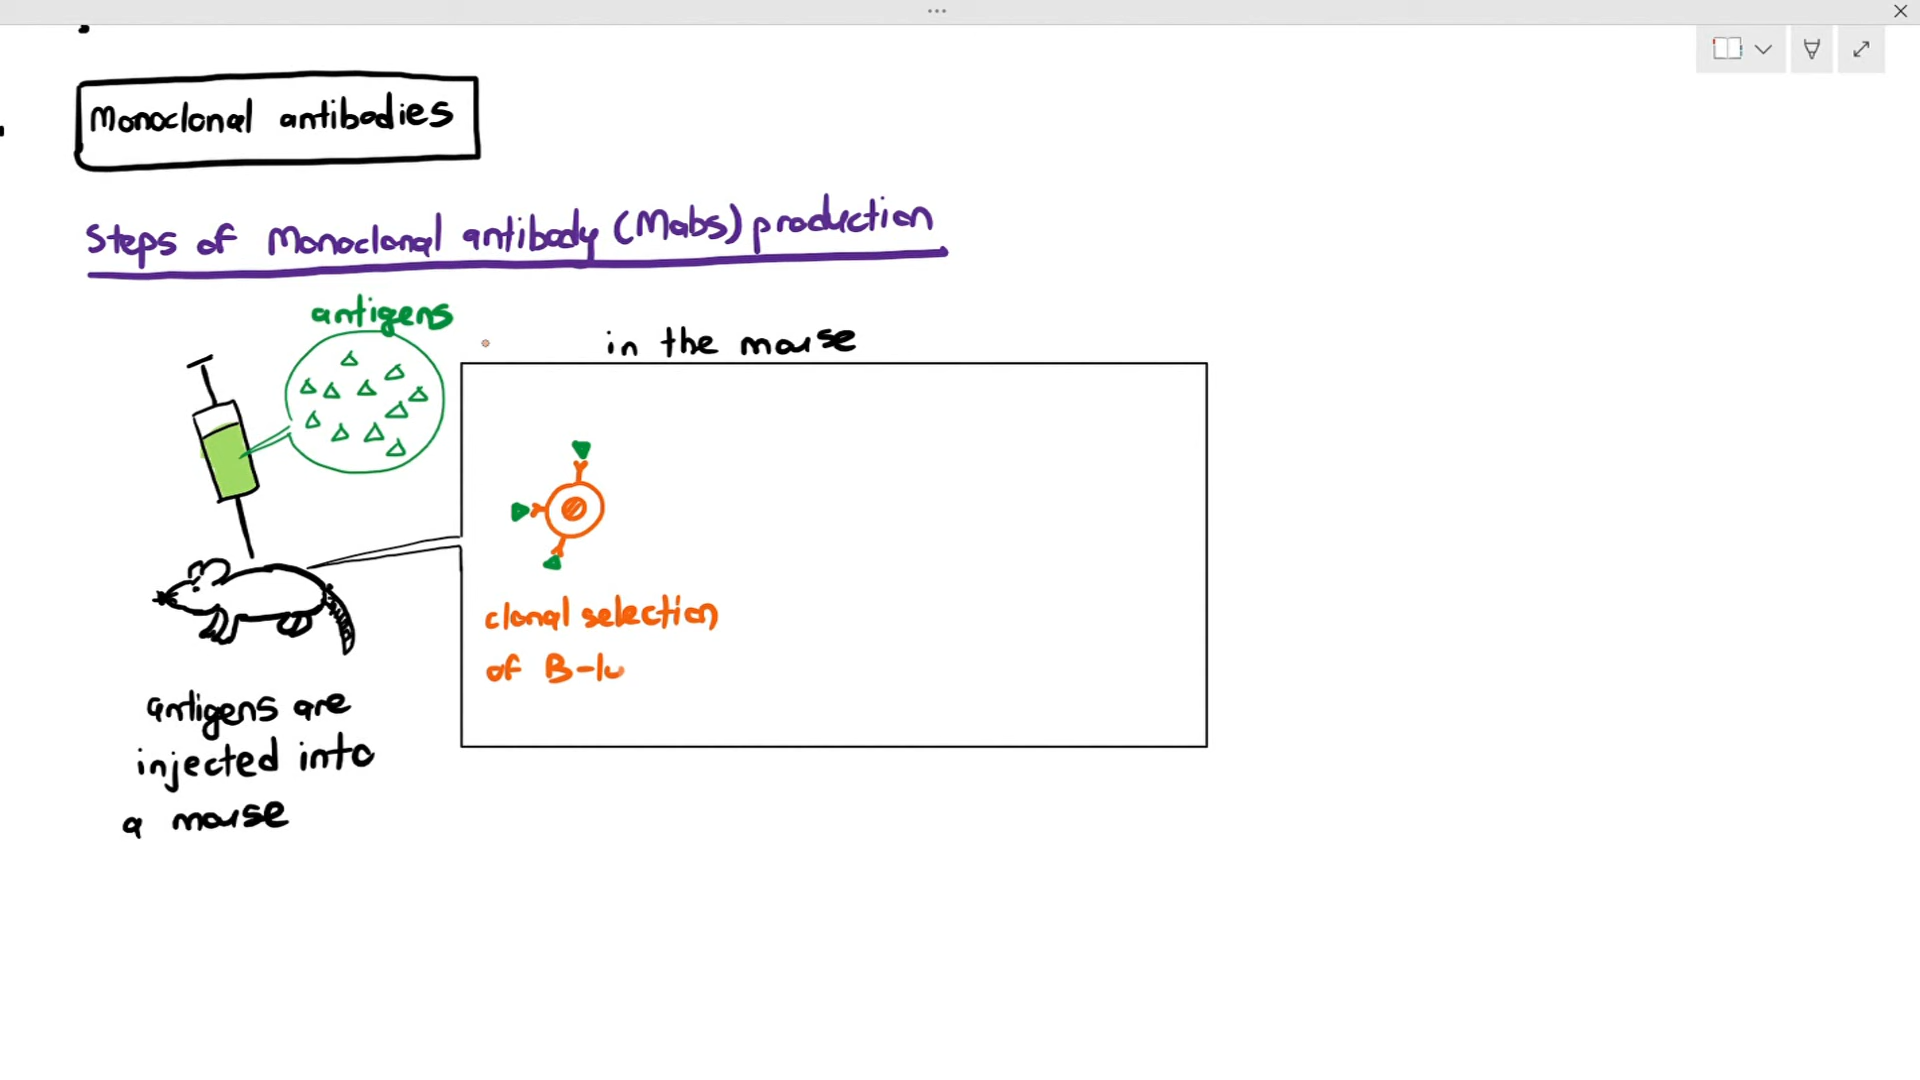 Monoclonal antibodies
Steps of Monoclonal antibody (Mabs) production
antigens
in the mouse
clonal selection
of B-ly
antigens are
injected into
a mouse